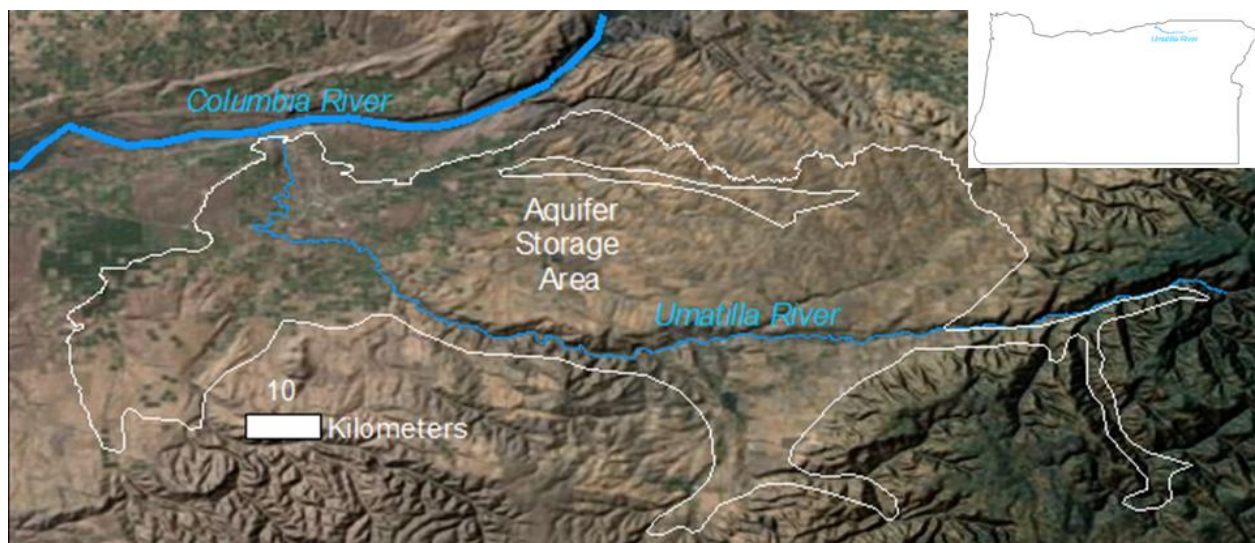 Columbia River
Umatilla River
Aquifer
Storage
Area
Umatilla River
10
Kilometers